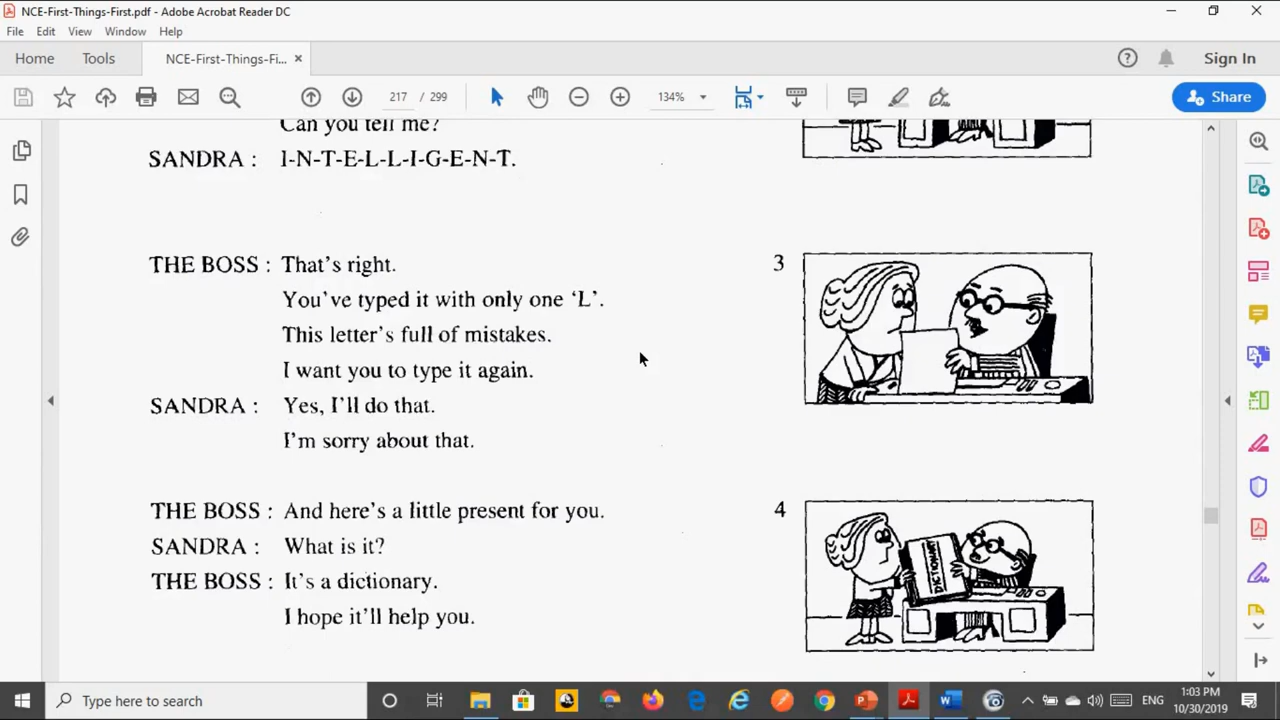 NCE-First-Things-First.pdf - Adobe Acrobat Reader DC
File Edit View Window Help
Home Tools NCE-First-Things-Fi... × Sign In
217 / 299 134% Share
Can you tell me?
SANDRA : I-N-T-E-L-L-I-G-E-N-T.
THE BOSS : That's right. 3
You've typed it with only one ‘L’.
This letter's full of mistakes.
I want you to type it again.
SANDRA : Yes, I'll do that.
I'm sorry about that.
THE BOSS : And here's a little present for you. 4
SANDRA : What is it?
DICTIONARY
THE BOSS : It's a dictionary.
I hope it'll help you.
Type here to search ENG 1:03 PM
10/30/2019